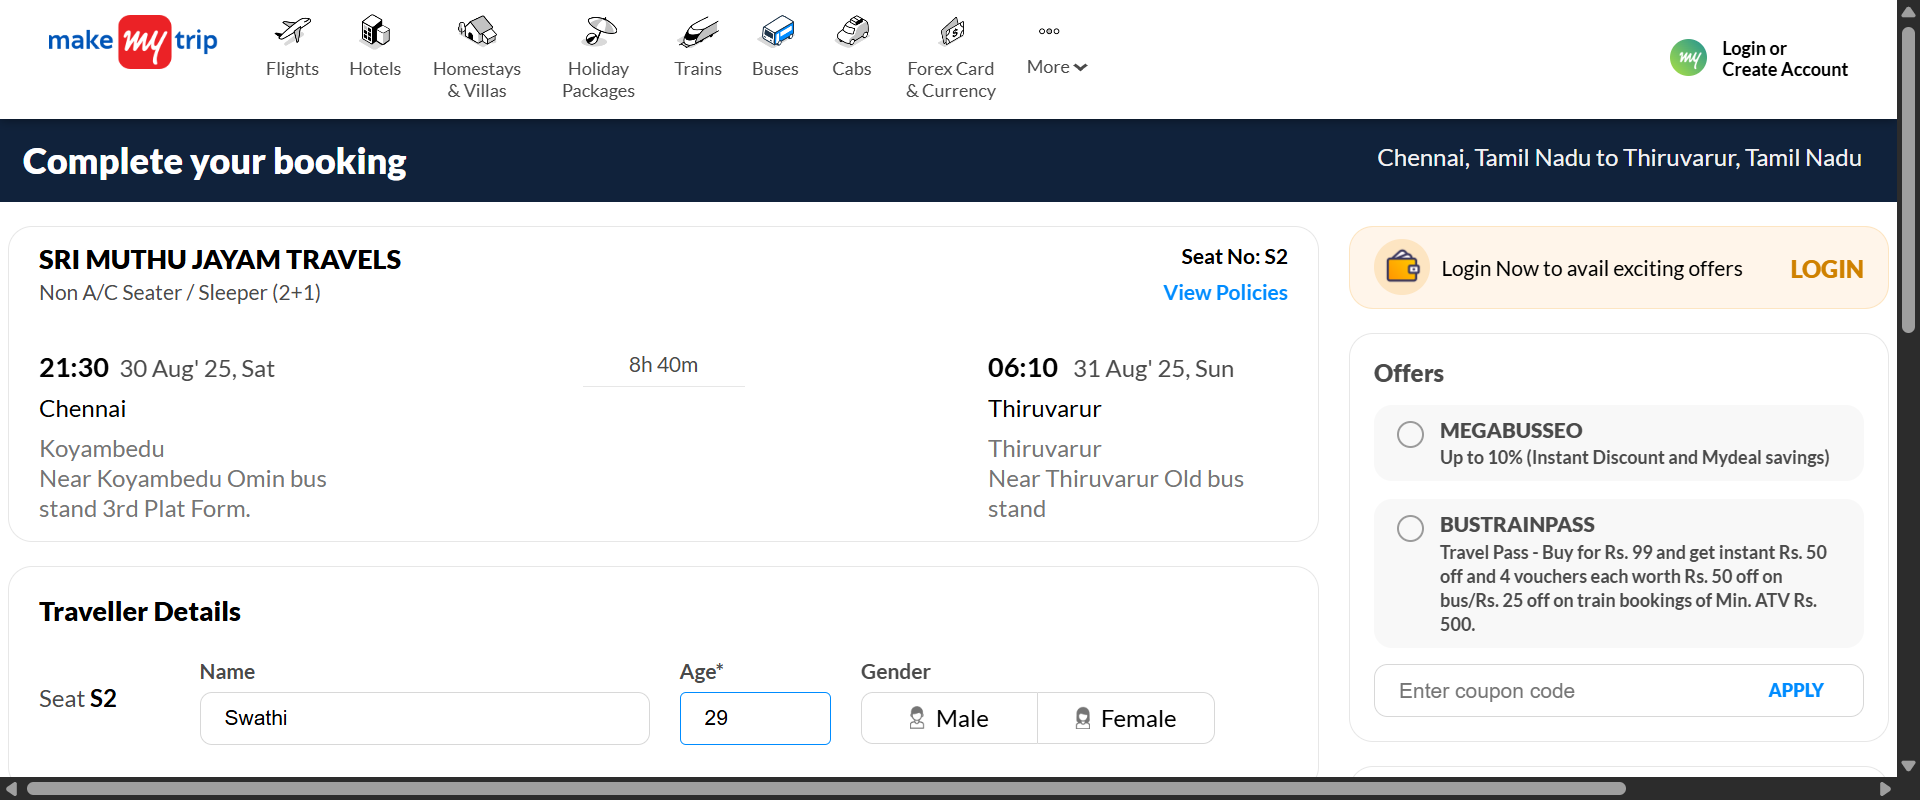 make my trip
Flights
Hotels
Homestays
& Villas
Holiday
Packages
Trains
Buses
Cabs
Forex Card
& Currency
More
my
Login or
Create Account
Complete your booking
Chennai, Tamil Nadu to Thiruvarur, Tamil Nadu
SRI MUTHU JAYAM TRAVELS
Non A/C Seater / Sleeper (2+1)
Seat No: S2
View Policies
21:30 30 Aug' 25, Sat
8h 40m
06:10 31 Aug' 25, Sun
Chennai
Koyambedu
Near Koyambedu Omin bus
stand 3rd Plat Form.
Thiruvarur
Thiruvarur
Near Thiruvarur Old bus
stand
Traveller Details
Seat S2
Name
Swathi
Age*
29
Gender
Male
Female
Login Now to avail exciting offers
LOGIN
Offers
MEGABUSSEO
Up to 10% (Instant Discount and Mydeal savings)
BUSTRAINPASS
Travel Pass - Buy for Rs. 99 and get instant Rs. 50
off and 4 vouchers each worth Rs. 50 off on
bus/Rs. 25 off on train bookings of Min. ATV Rs.
500.
Enter coupon code
APPLY